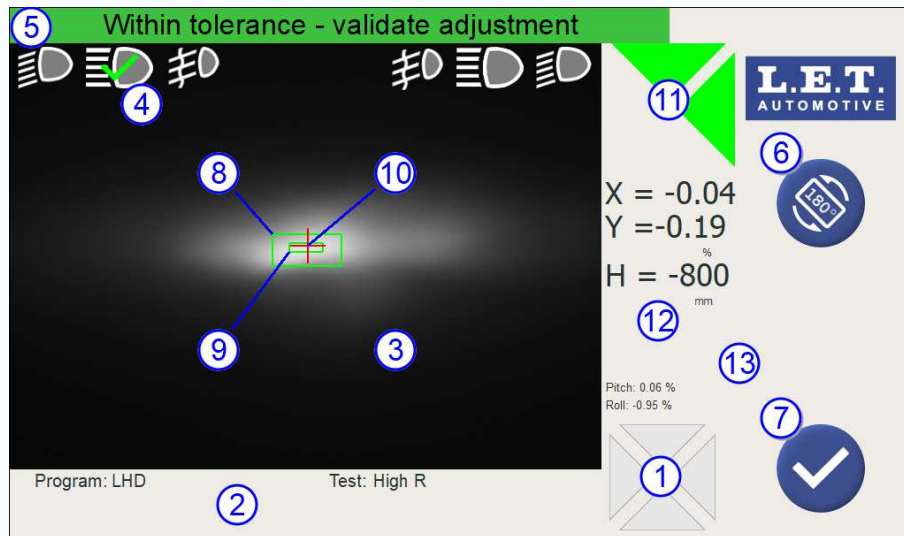 5 Within tolerance - validate adjustment
4
11
L.E.T.
AUTOMOTIVE
6
8
10
180°
X = -0.04
Y =-0.19
%
H = -800
mm
12
9
3
13
Pitch: 0.06 %
Roll: -0.95 %
7
1
Program: LHD
Test: High R
2